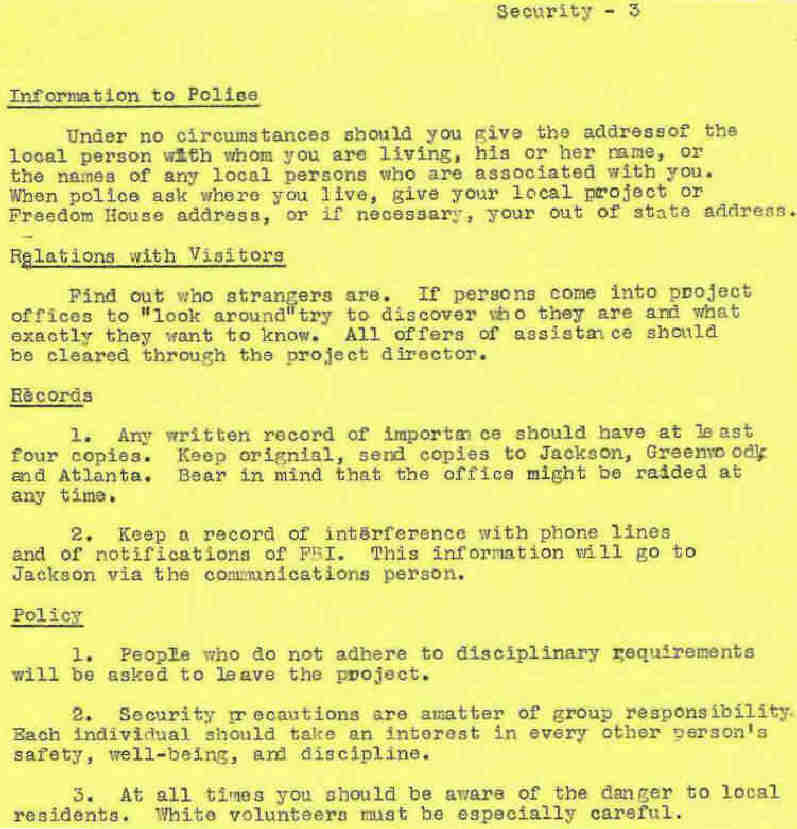 Security - 3
Information to Polise
Under no circumstances should you give the addressof the
local person with whom you are living, his or her name, or
the names of any local persons who are associated with you.
When police ask where you live, give your local project or
Freedom House address, or if necessary, your out of state address.
Relations with Visitors
Find out who strangers are. If persons come into project
offices to "look around"try to discover who they are and what
exactly they want to know. All offers of assistance should
be cleared through the project director.
Records
1. Any written record of importance should have at least
four copies. Keep orignial, send copies to Jackson, Greenwood,
and Atlanta. Bear in mind that the office might be raided at
any time.
2. Keep a record of interference with phone lines
and of notifications of FBI. This information will go to
Jackson via the communications person.
Policy
1. People who do not adhere to disciplinary requirements
will be asked to leave the project.
2. Security precautions are amatter of group responsibility.
Each individual should take an interest in every other person's
safety, well-being, and discipline.
3. At all times you should be aware of the danger to local
residents. White volunteers must be especially careful.